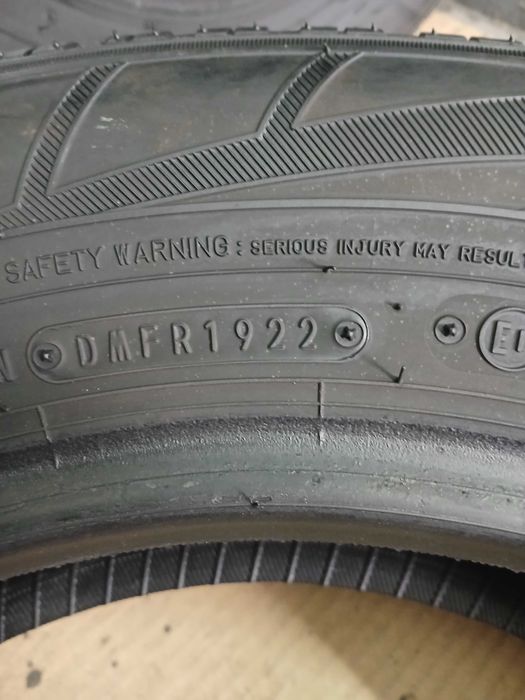 SAFETY WARNING: SERIOUS INJURY MAY RESULT
N DMFR1922